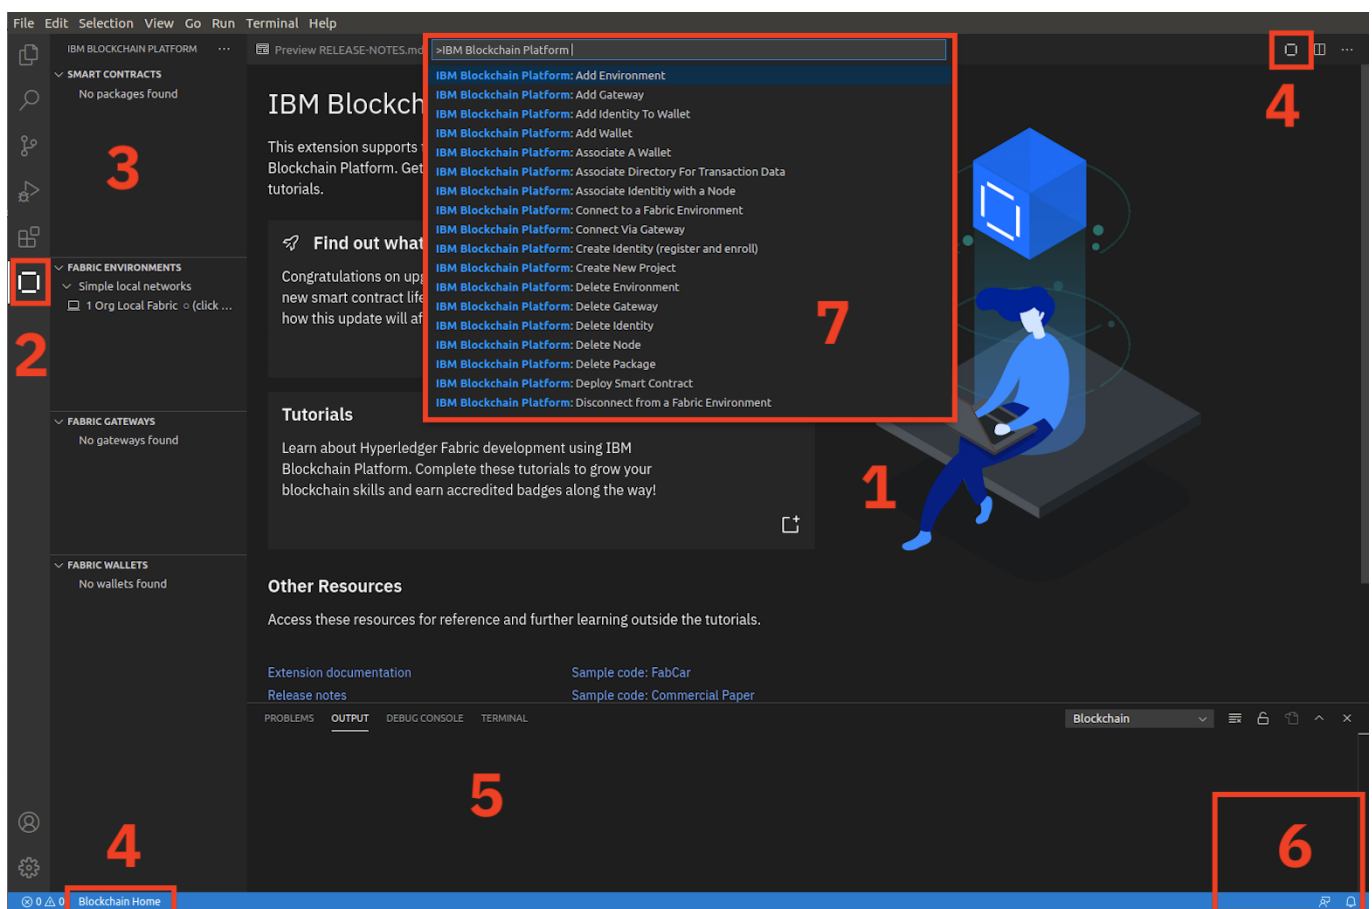 File Edit Selection View Go Run Terminal Help
IBM BLOCKCHAIN PLATFORM ...
SMART CONTRACTS
No packages found
3
2
FABRIC ENVIRONMENTS
Simple local networks
1 Org Local Fabric ○ (click ...
FABRIC GATEWAYS
No gateways found
FABRIC WALLETS
No wallets found
Preview RELEASE-NOTES.md
4
>IBM Blockchain Platform
IBM Blockchain Platform: Add Environment
IBM Blockchain Platform: Add Gateway
IBM Blockchain Platform: Add Identity To Wallet
IBM Blockchain Platform: Add Wallet
IBM Blockchain Platform: Associate A Wallet
IBM Blockchain Platform: Associate Directory For Transaction Data
IBM Blockchain Platform: Associate Identitiy with a Node
IBM Blockchain Platform: Connect to a Fabric Environment
IBM Blockchain Platform: Connect Via Gateway
IBM Blockchain Platform: Create Identity (register and enroll)
IBM Blockchain Platform: Create New Project
IBM Blockchain Platform: Delete Environment
IBM Blockchain Platform: Delete Gateway
IBM Blockchain Platform: Delete Identity
IBM Blockchain Platform: Delete Node
IBM Blockchain Platform: Delete Package
IBM Blockchain Platform: Deploy Smart Contract
IBM Blockchain Platform: Disconnect from a Fabric Environment
7
IBM Blockch
This extension supports
Blockchain Platform. Get
tutorials.
Find out what
Congratulations on upg
new smart contract life
how this update will af
Tutorials
Learn about Hyperledger Fabric development using IBM
Blockchain Platform. Complete these tutorials to grow your
blockchain skills and earn accredited badges along the way!
1
Other Resources
Access these resources for reference and further learning outside the tutorials.
Extension documentation Sample code: FabCar
Release notes Sample code: Commercial Paper
PROBLEMS OUTPUT DEBUG CONSOLE TERMINAL Blockchain
5
6
4
0 0 Blockchain Home